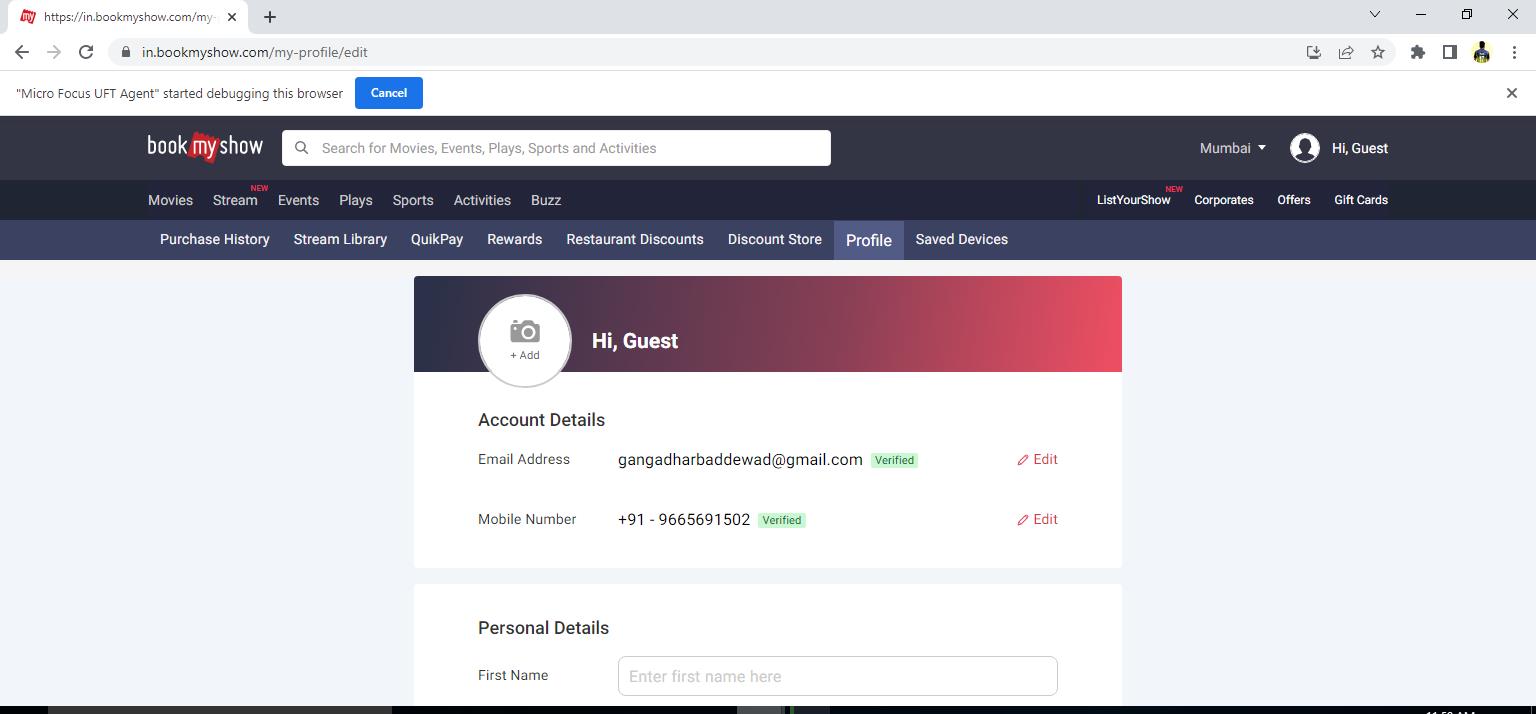 https://in.bookmyshow.com/my-
in.bookmyshow.com/my-profile/edit
"Micro Focus UFT Agent" started debugging this browser Cancel
book my show Search for Movies, Events, Plays, Sports and Activities Mumbai Hi, Guest
Movies Stream NEW Events Plays Sports Activities Buzz ListYourShow NEW Corporates Offers Gift Cards
Purchase History Stream Library QuikPay Rewards Restaurant Discounts Discount Store Profile Saved Devices
+ Add
Hi, Guest
Account Details
Email Address gangadharbaddewad@gmail.com Verified Edit
Mobile Number +91 - 9665691502 Verified Edit
Personal Details
First Name Enter first name here